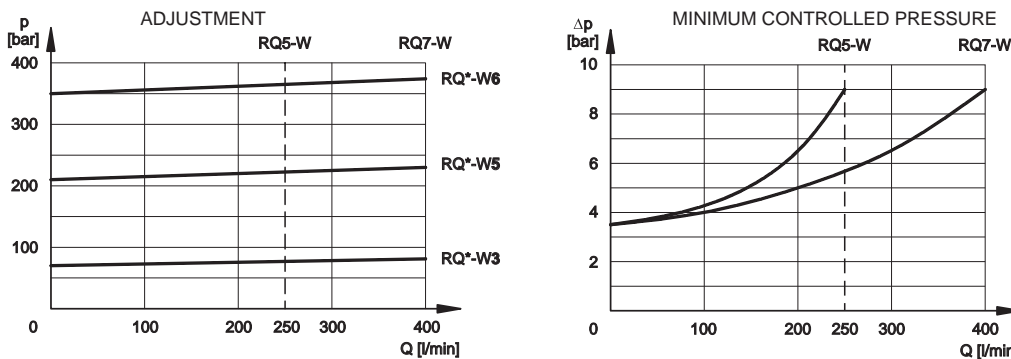 ADJUSTMENT
p
[bar]
RQ5-W
RQ7-W
400
300
200
100
0
RQ*-W6
RQ*-W5
RQ*-W3
100
200
250
300
400
Q [l/min]
MINIMUM CONTROLLED PRESSURE
Δp
[bar]
RQ5-W
RQ7-W
10
8
6
4
2
0
100
200
250
300
400
Q [l/min